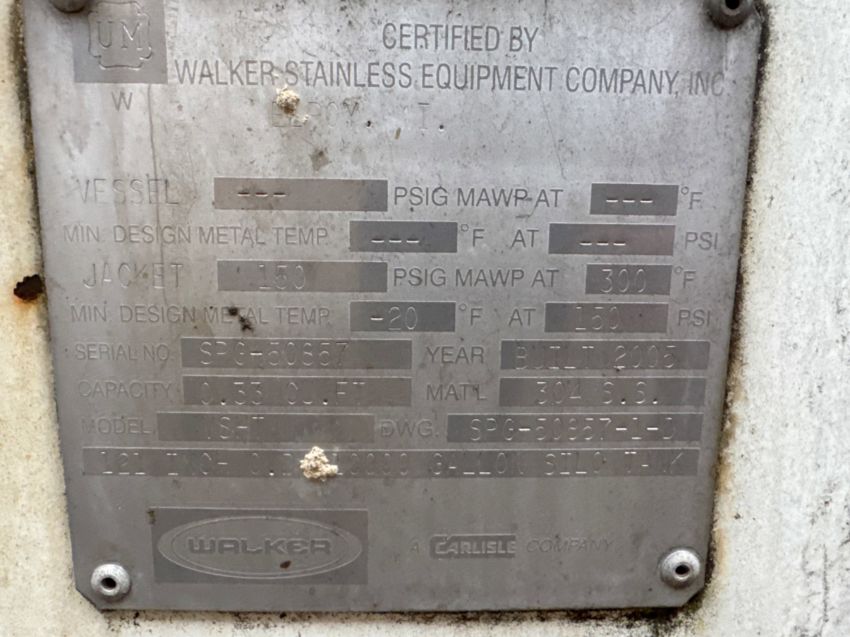 UM
W
CERTIFIED BY
WALKER STAINLESS EQUIPMENT COMPANY, INC
VESSEL --- PSIG MAWP AT --- °F
MIN. DESIGN METAL TEMP --- °F AT --- PSI
JACKET 150 PSIG MAWP AT 300 °F
MIN. DESIGN METAL TEMP. -20 °F AT 150 PSI
SERIAL NO. SPG-50657 YEAR BUILT 2005
CAPACITY 0.33 CU.FT MAT'L 304 S.S.
MODEL DWG. SPG-50657-1-D
121 INCH GALLON SILO TANK
WALKER
A CARLISLE COMPANY